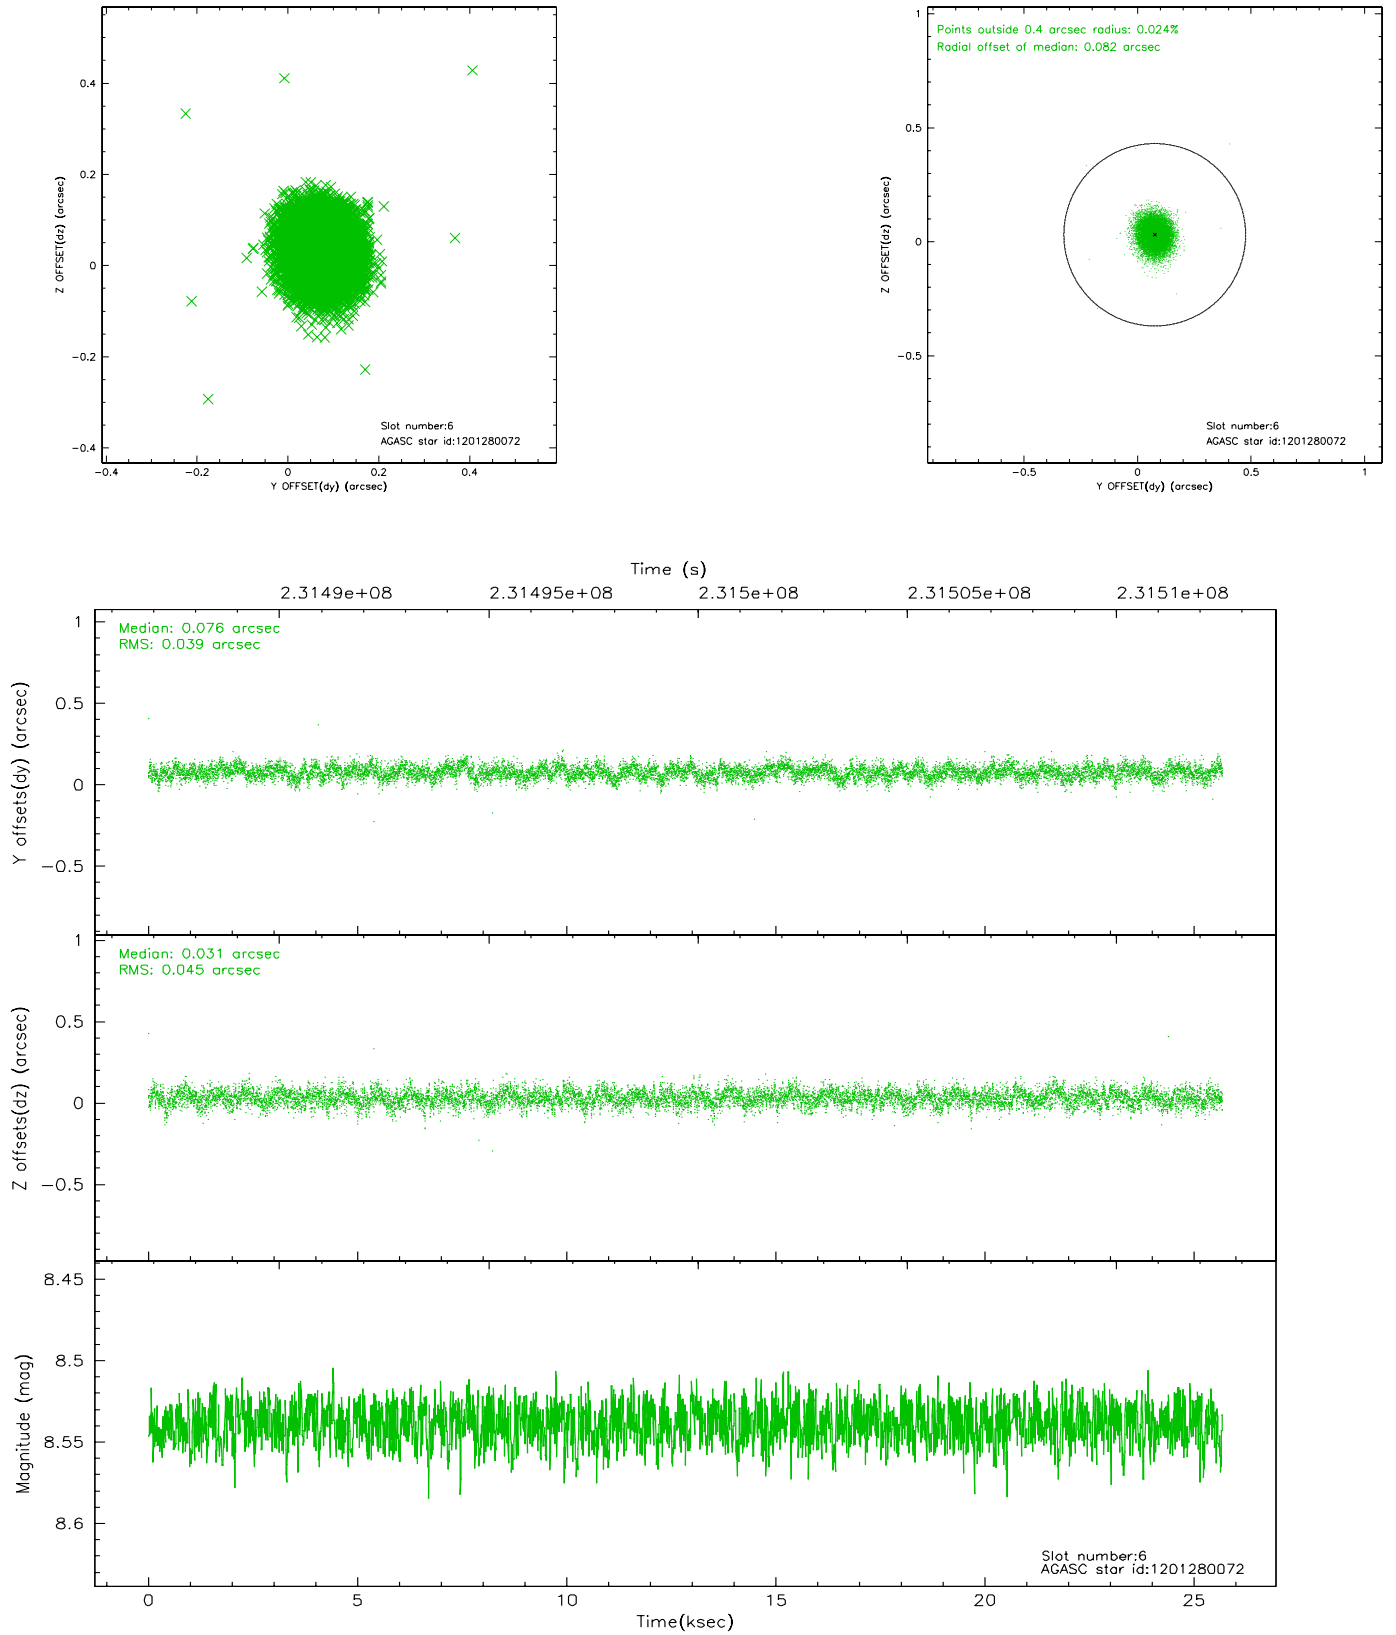 0.4
0.2
0
−0.2
−0.4
Z OFFSET(dz) (arcsec)
Slot number:6
AGASC star id:1201280072
−0.4
−0.2
0
0.2
0.4
Y OFFSET(dy) (arcsec)
Points outside 0.4 arcsec radius: 0.024%
Radial offset of median: 0.082 arcsec
1
0.5
0
−0.5
Z OFFSET(dz) (arcsec)
Slot number:6
AGASC star id:1201280072
−0.5
0
0.5
1
Y OFFSET(dy) (arcsec)
Time (s)
2.3149e+08
2.31495e+08
2.315e+08
2.31505e+08
2.3151e+08
Median: 0.076 arcsec
RMS: 0.039 arcsec
1
0.5
0
−0.5
Y offsets(dy) (arcsec)
Median: 0.031 arcsec
RMS: 0.045 arcsec
1
0.5
0
−0.5
Z offsets(dz) (arcsec)
8.45
8.5
8.55
8.6
Magnitude (mag)
Slot number:6
AGASC star id:1201280072
0
5
10
15
20
25
Time(ksec)